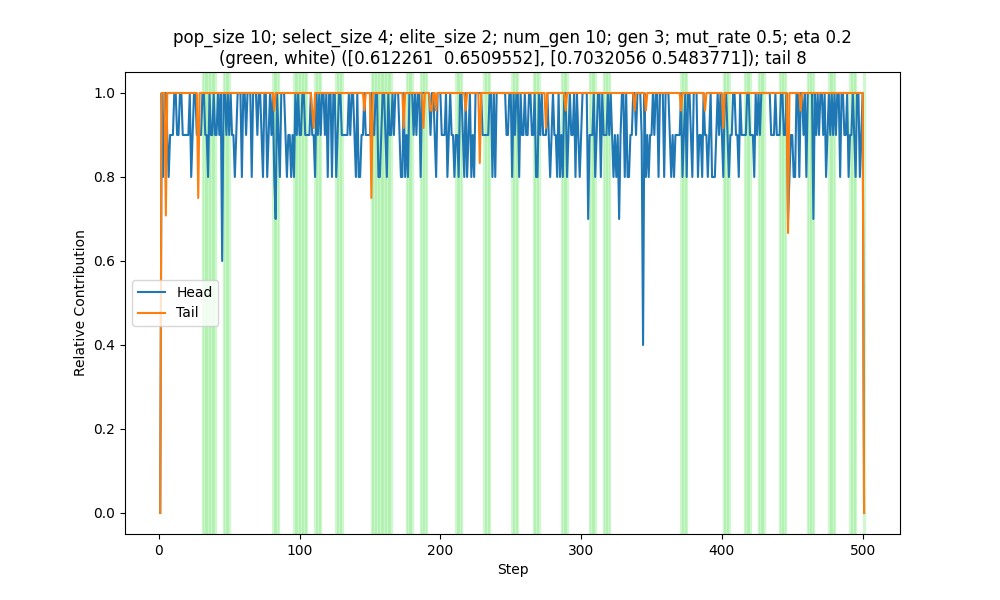 pop_size 10; select_size 4; elite_size 2; num_gen 10; gen 3; mut_rate 0.5; eta 0.2
(green, white) ([0.612261  0.6509552], [0.7032056 0.5483771]); tail 8
1.0
0.8
0.6
0.4
0.2
0.0
Relative Contribution
Head
Tail
0 100 200 300 400 500
Step